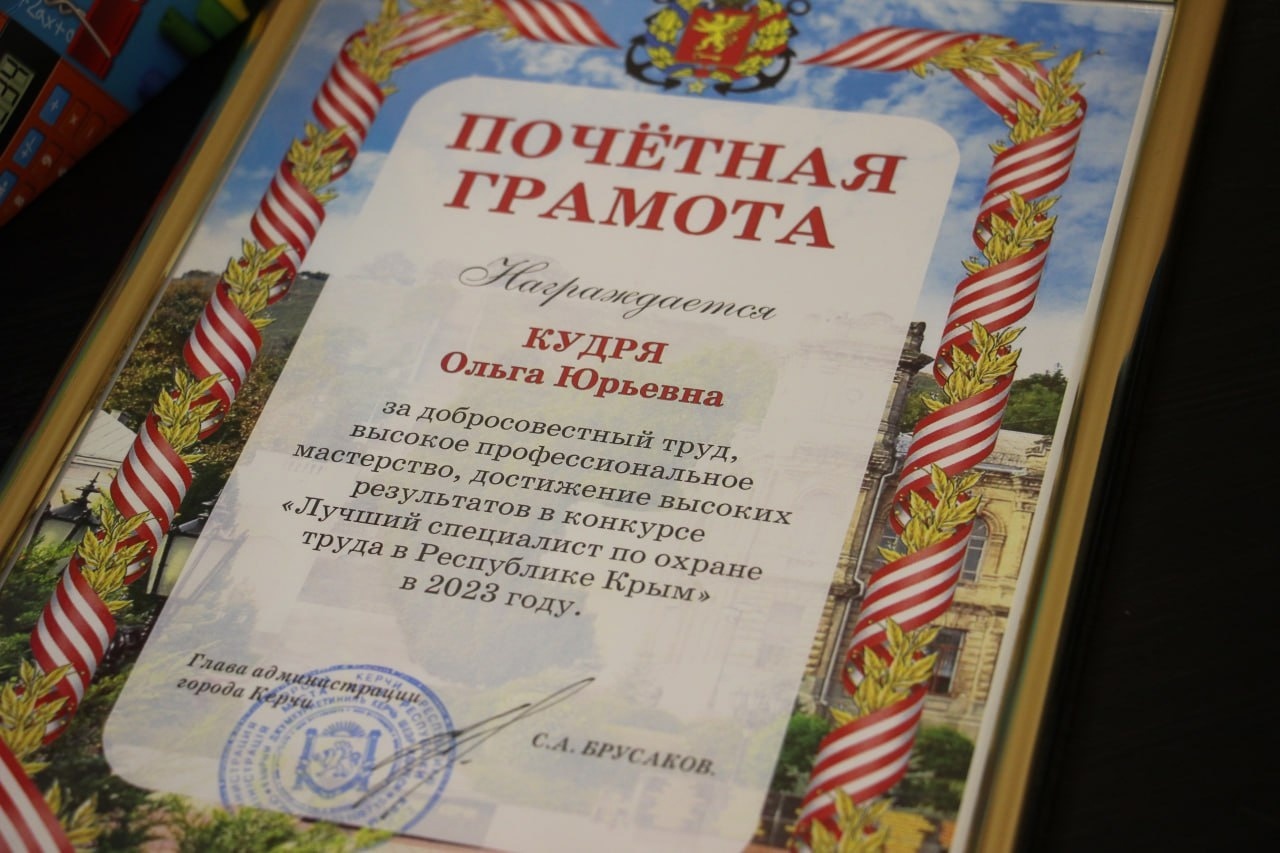 ПОЧЁТНАЯ
ГРАМОТА
Награждается
КУДРЯ
Ольга Юрьевна
за добросовестный труд,
высокое профессиональное
мастерство, достижение высоких
результатов в конкурсе
«Лучший специалист по охране
труда в Республике Крым»
в 2023 году.
Глава администрации
города Керчи
С.А. БРУСАКОВ.